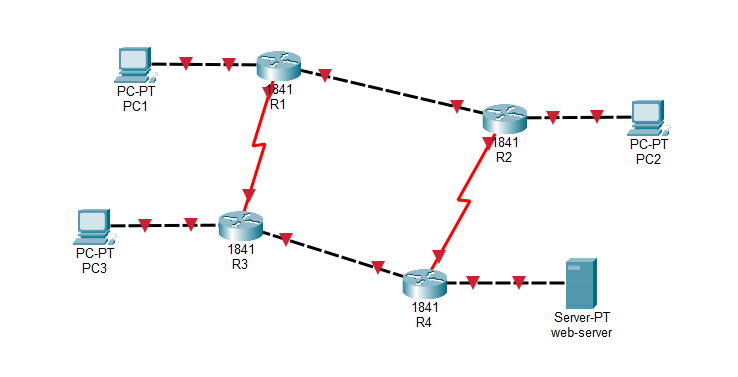 PC-PT
PC1
1841
R1
1841
R2
PC-PT
PC2
PC-PT
PC3
1841
R3
1841
R4
Server-PT
web-server